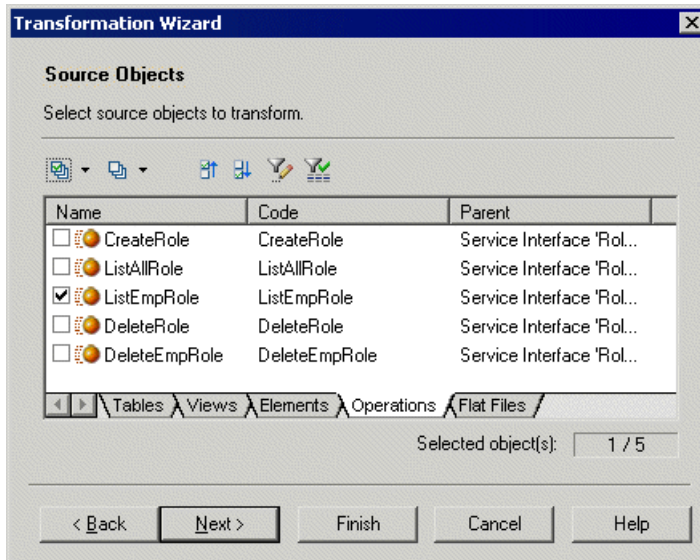 Transformation Wizard
Source Objects
Select source objects to transform.
Name Code Parent
CreateRole CreateRole Service Interface 'Rol...
ListAllRole ListAllRole Service Interface 'Rol...
ListEmpRole ListEmpRole Service Interface 'Rol...
DeleteRole DeleteRole Service Interface 'Rol...
DeleteEmpRole DeleteEmpRole Service Interface 'Rol...
Tables Views Elements Operations Flat Files
Selected object(s): 1 / 5
< Back Next > Finish Cancel Help